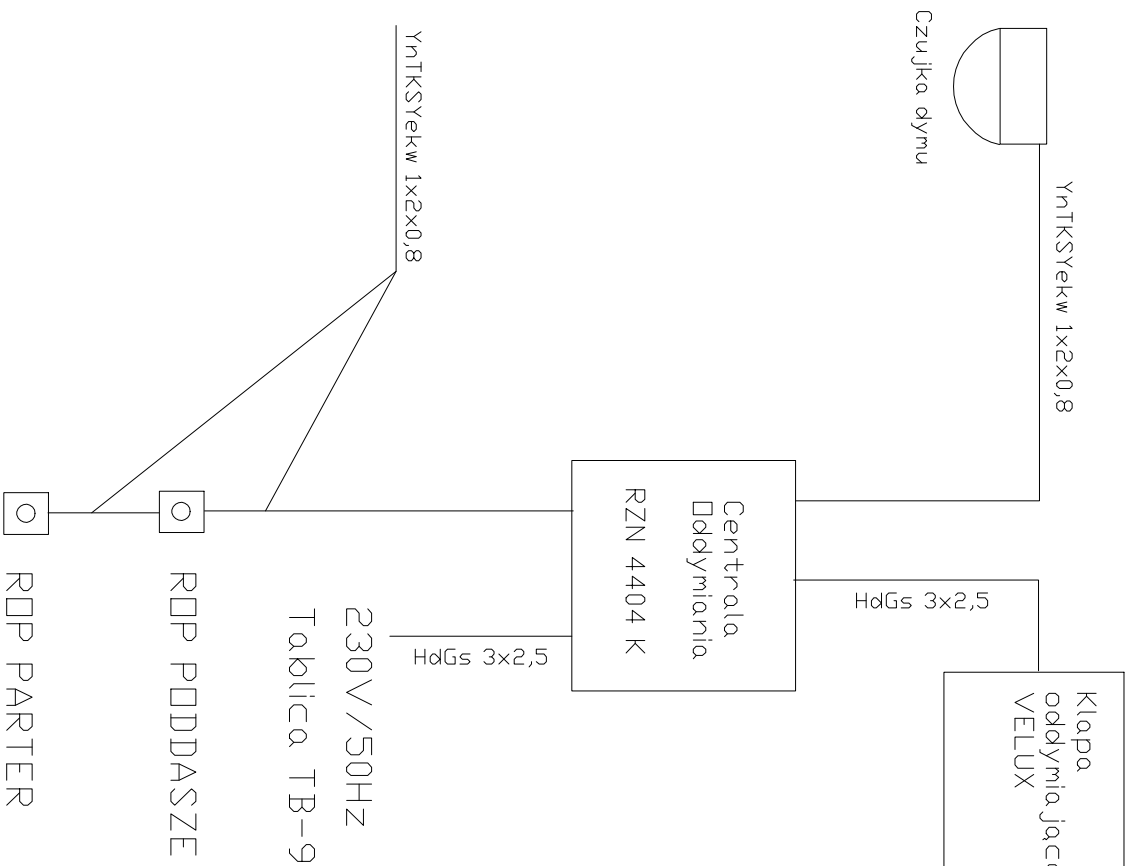 YnTKSYekw 1x2x0,8
Czujka dymu
Klapa
oddymiając
VELUX
HdGs 3x2,5
Centrala
Oddymiania
RZN 4404 K
HdGs 3x2,5
YnTKSYekw 1x2x0,8
230V/50Hz
Tablica TB-9
ROP PODDASZE
ROP PARTER